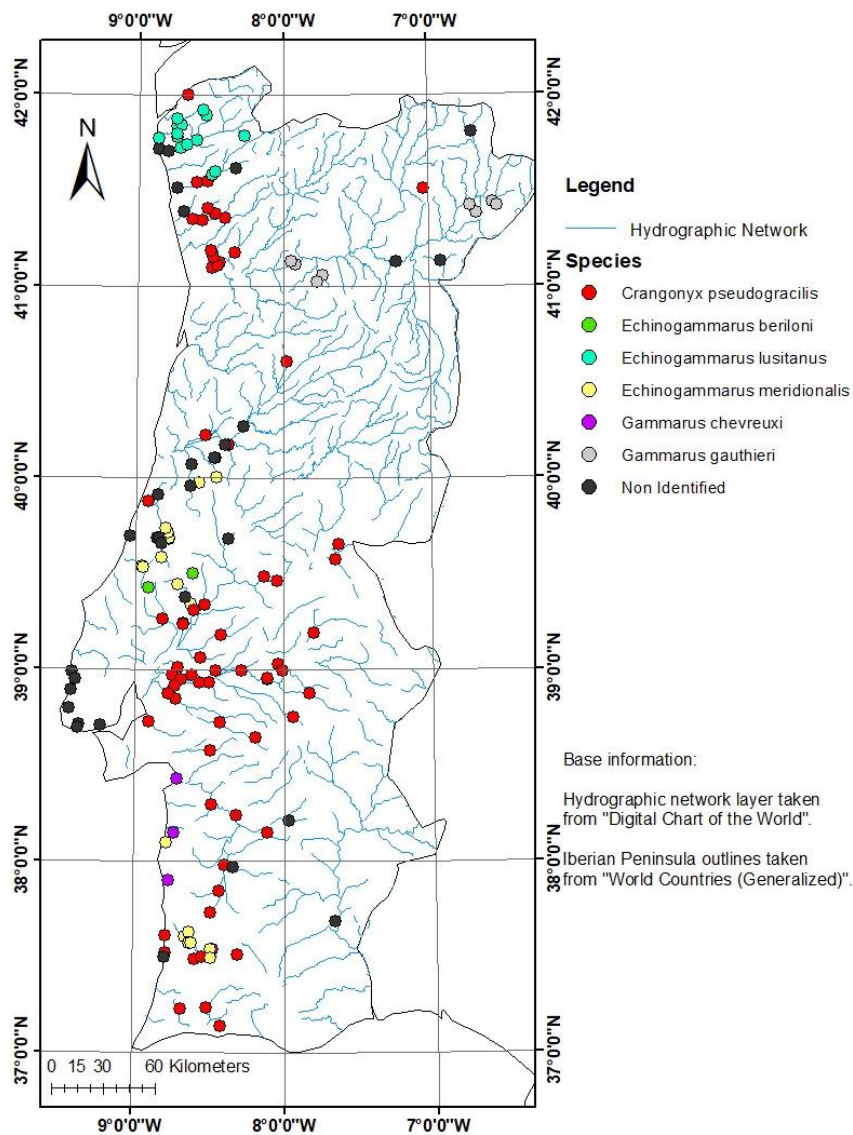 9°0'0"W 8°0'0"W 7°0'0"W
42°0'0"N 42°0'0"N
N
41°0'0"N 41°0'0"N
40°0'0"N 40°0'0"N
39°0'0"N 39°0'0"N
38°0'0"N 38°0'0"N
37°0'0"N 37°0'0"N
0 15 30 60 Kilometers
9°0'0"W 8°0'0"W 7°0'0"W
Legend
Hydrographic Network
Species
Crangonyx pseudogracilis
Echinogammarus beriloni
Echinogammarus lusitanus
Echinogammarus meridionalis
Gammarus chevreuxi
Gammarus gauthieri
Non Identified
Base information:
Hydrographic network layer taken
from "Digital Chart of the World".
Iberian Peninsula outlines taken
from "World Countries (Generalized)".